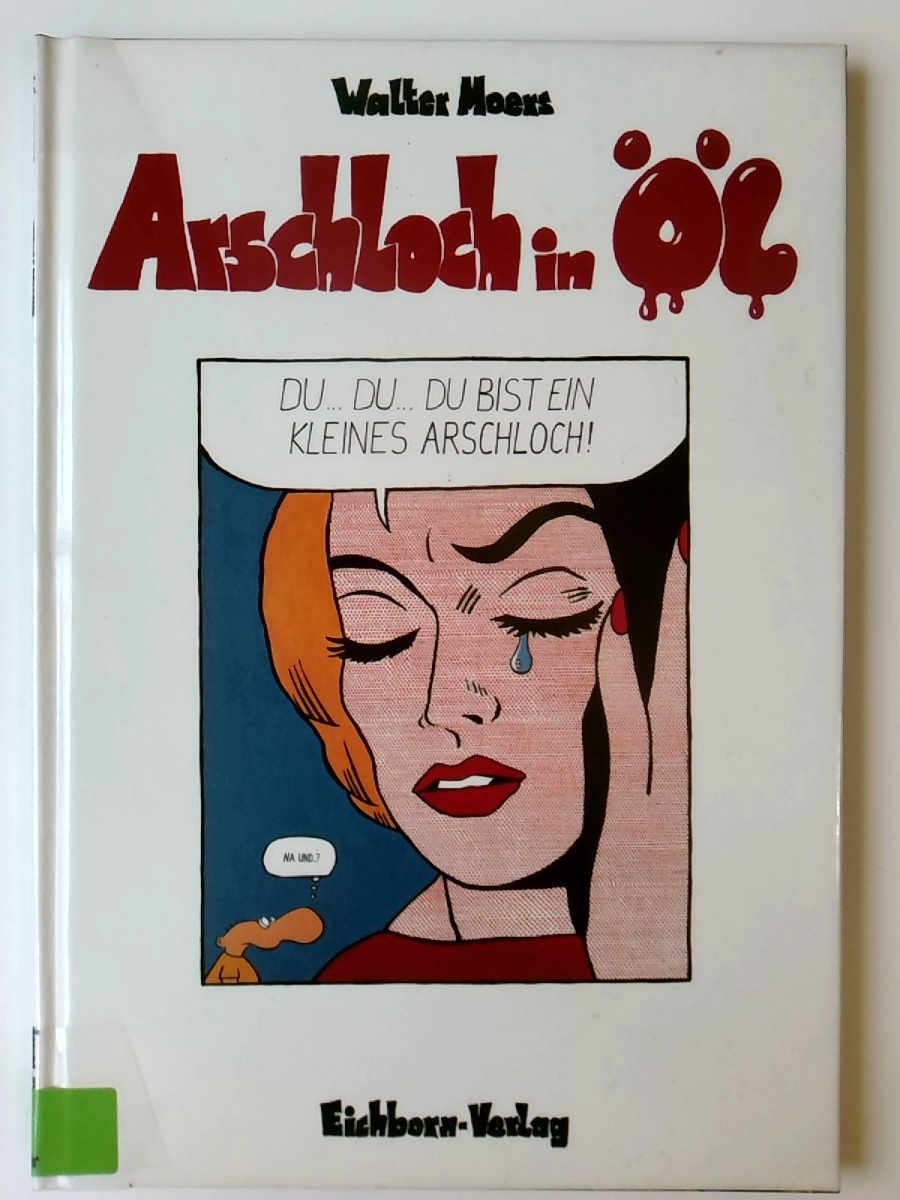 Walter Moers
Arschloch in Öl
DU... DU... DU BIST EIN
KLEINES ARSCHLOCH!
NA UND..?
Eichborn-Verlag